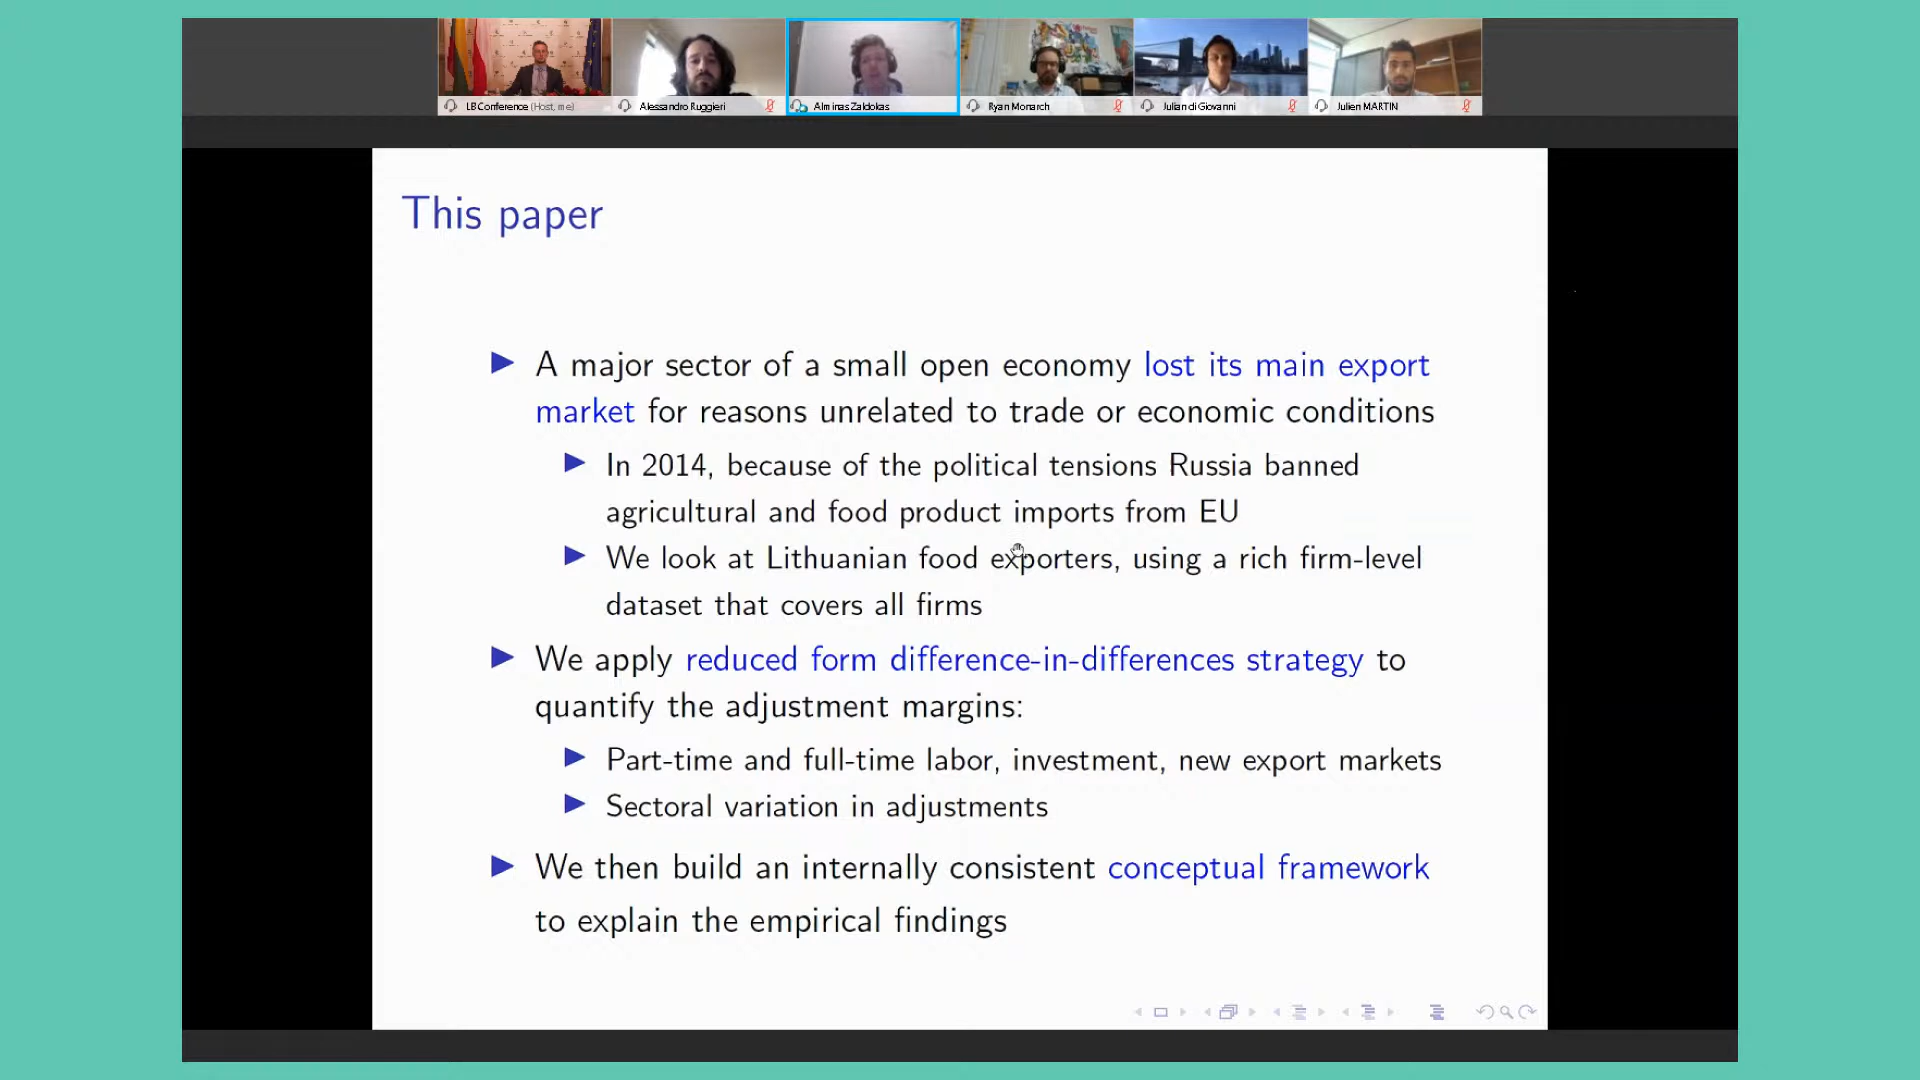 LB Conference (Host, me)
Alessandro Ruggieri
Alminas Zaldokas
Ryan Monarch
Julian di Giovanni
Julien MARTIN
This paper
A major sector of a small open economy lost its main export
market for reasons unrelated to trade or economic conditions
In 2014, because of the political tensions Russia banned
agricultural and food product imports from EU
We look at Lithuanian food exporters, using a rich firm-level
dataset that covers all firms
We apply reduced form difference-in-differences strategy to
quantify the adjustment margins:
Part-time and full-time labor, investment, new export markets
Sectoral variation in adjustments
We then build an internally consistent conceptual framework
to explain the empirical findings